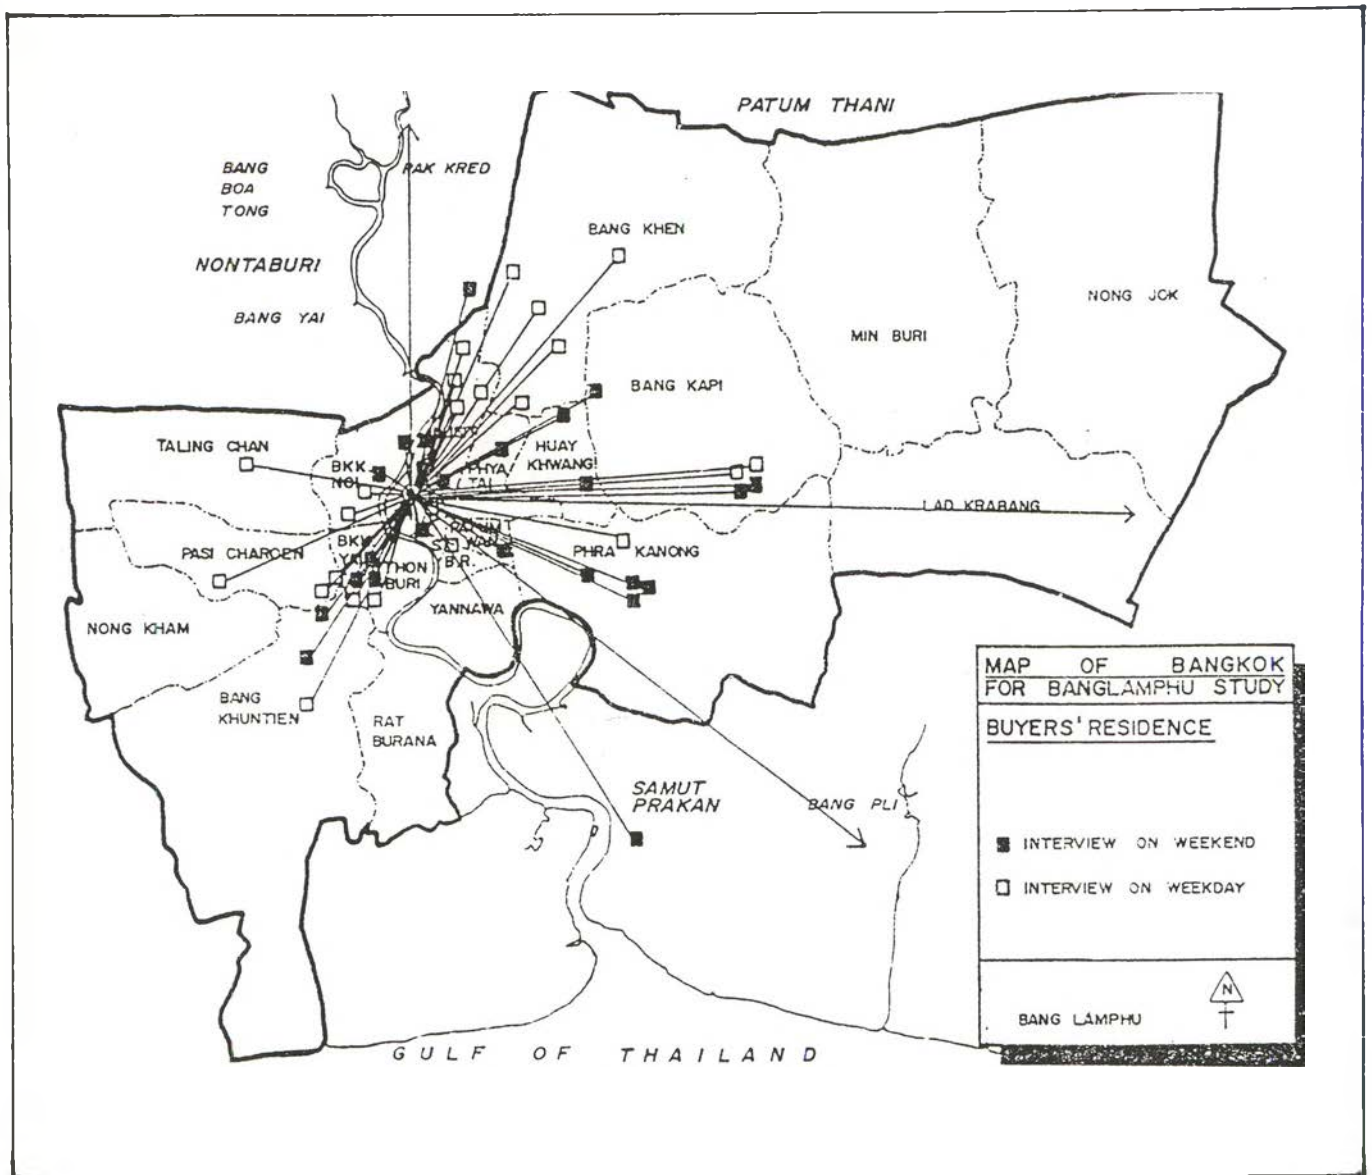 PATUM THANI
BANG
BOA
TONG
PAK KRED
BANG KHEN
NONTABURI
NONG JOK
BANG YAI
MIN BURI
BANG KAPI
TALING CHAN
HUAY
KHWANG
BKK
NOI
PHYA
TAI
LAD KRABANG
PASI CHAROEN
BKK
YAI
THON
BURI
B.R.
PHRA KANONG
YANNAWA
NONG KHAM
BANG
KHUNTIEN
RAT
BURANA
SAMUT
PRAKAN
BANG PLI
GULF OF THAILAND
MAP OF BANGKOK
FOR BANGLAMPHU STUDY
BUYERS' RESIDENCE
INTERVIEW ON WEEKEND
INTERVIEW ON WEEKDAY
BANG LAMPHU
N